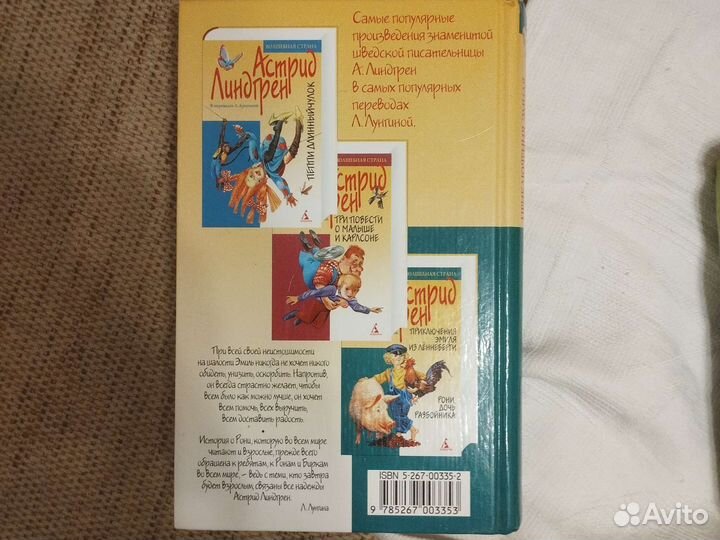 Самые популярные
произведения знаменитой
шведской писательницы
А. Линдгрен
в самых популярных
переводах
Л. Лунгиной.
ВОЛШЕБНАЯ СТРАНА
Астрид
Линдгрен
ПЕППИ ДЛИННЫЙЧУЛОК
ВОЛШЕБНАЯ СТРАНА
стрид
рен
ТРИ ПОВЕСТИ
О МАЛЫШЕ
И КАРЛСОНЕ
ВОЛШЕБНАЯ СТРАНА
стрид
рен
ПРИКЛЮЧЕНИЯ
ЭМИЛЯ
ИЗ ЛЁННЕБЕРГИ
РОНИ,
ДОЧЬ
РАЗБОЙНИКА
При всей своей неистощимости
на шалости Эмиль никогда не хочет никого
обидеть, унизить, оскорбить. Напротив,
он всегда страстно желает, чтобы
всем было как можно лучше, он хочет
всем помочь, всех выручить,
всем доставить радость.
История о Рони, которую во всем мире
читают и взрослые, прежде всего
обращена к ребятам, к Ронам и Биркам
во всем мире, – ведь с теми, кто завтра
будет взрослым, связаны все надежды
Астрид Линдгрен.
Л. Лунгина
ISBN 5-267-00335-2
9 785267 003353
Avito